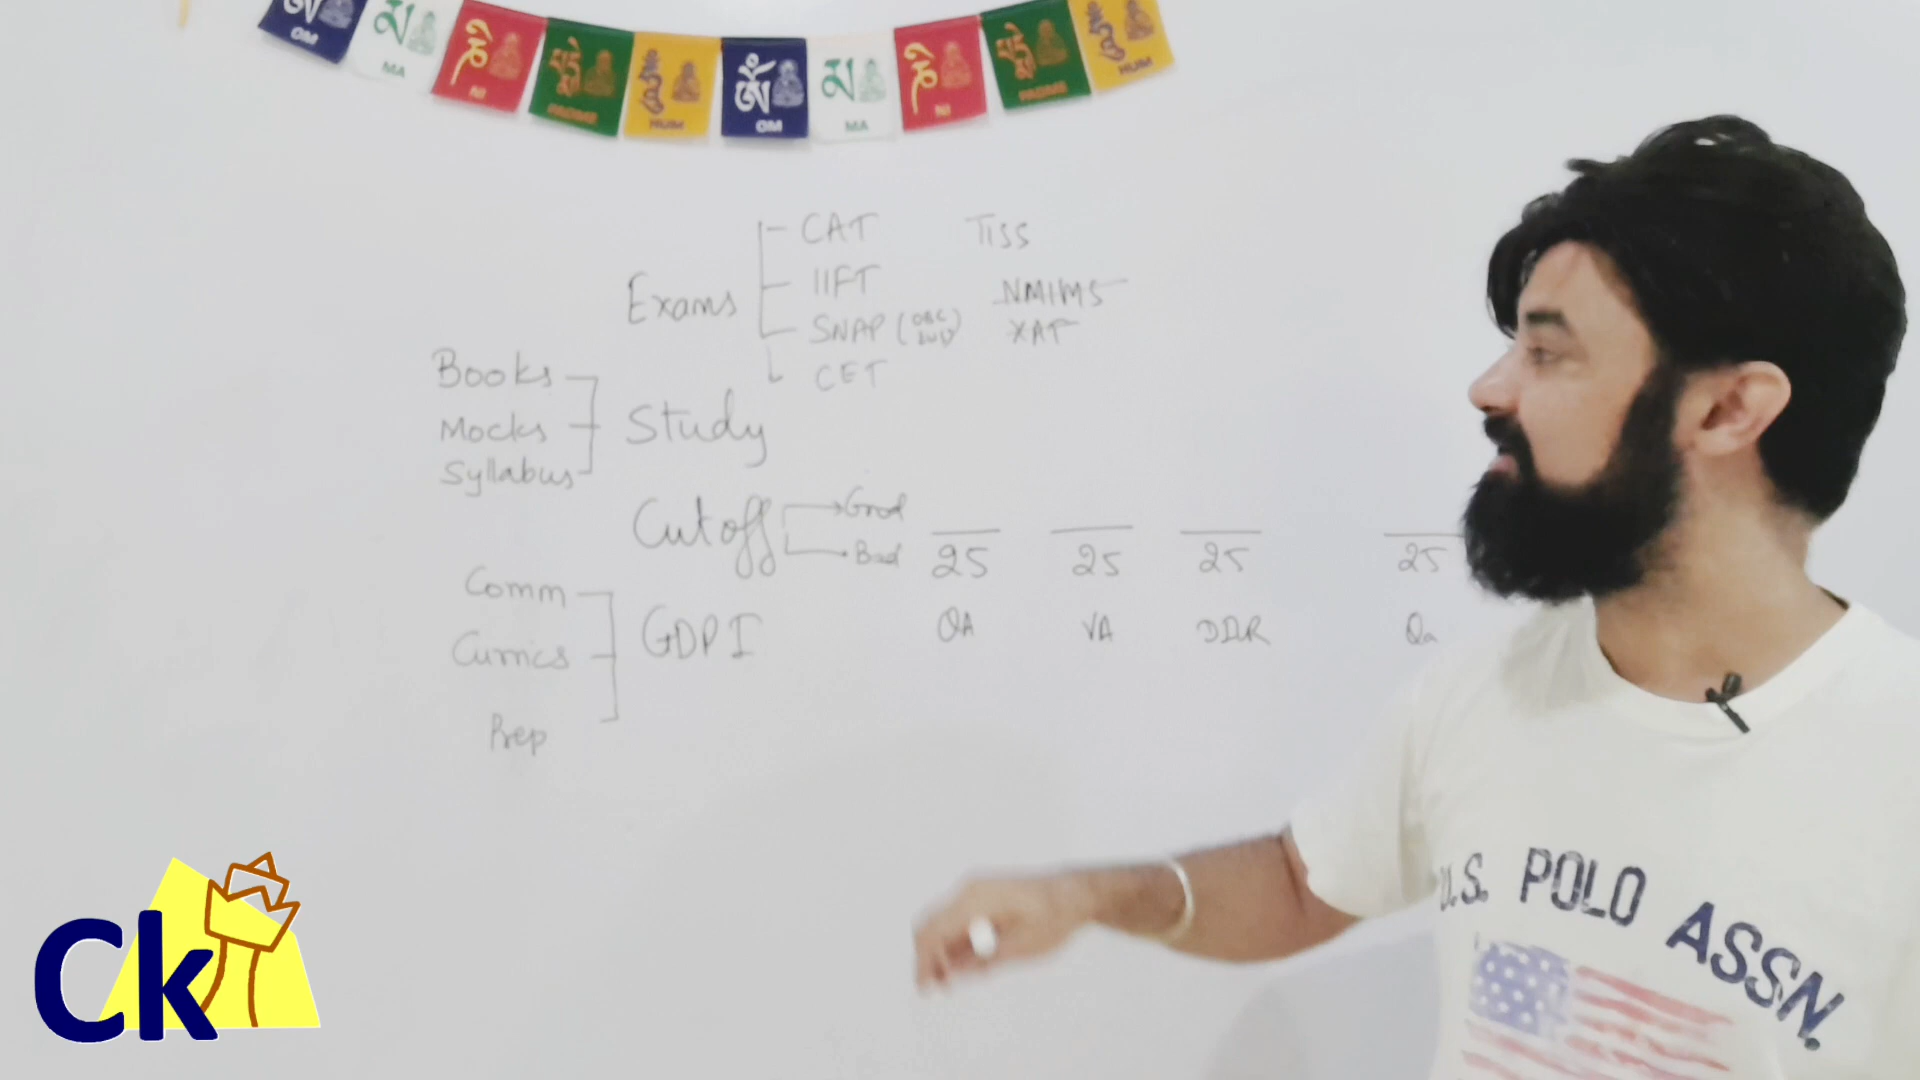 OM MA NI PADME HUM OM MA NI PADME HUM
CAT TISS
Exams IIFT NMIMS
SNAP (OBC XAT
CET
Books
Mocks Study
Syllabus
Cutoff Good
Bad 25 25 25 25
Comm
GDPI QA VA DILR Qa
Currics
Prep
U.S. POLO ASSN.
Ck